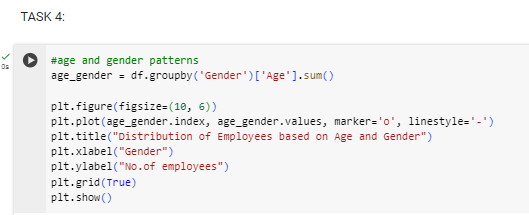 TASK 4:
0s
#age and gender patterns
age_gender = df.groupby('Gender')['Age'].sum()
plt.figure(figsize=(10, 6))
plt.plot(age_gender.index, age_gender.values, marker='o', linestyle='-')
plt.title("Distribution of Employees based on Age and Gender")
plt.xlabel("Gender")
plt.ylabel("No.of employees")
plt.grid(True)
plt.show()